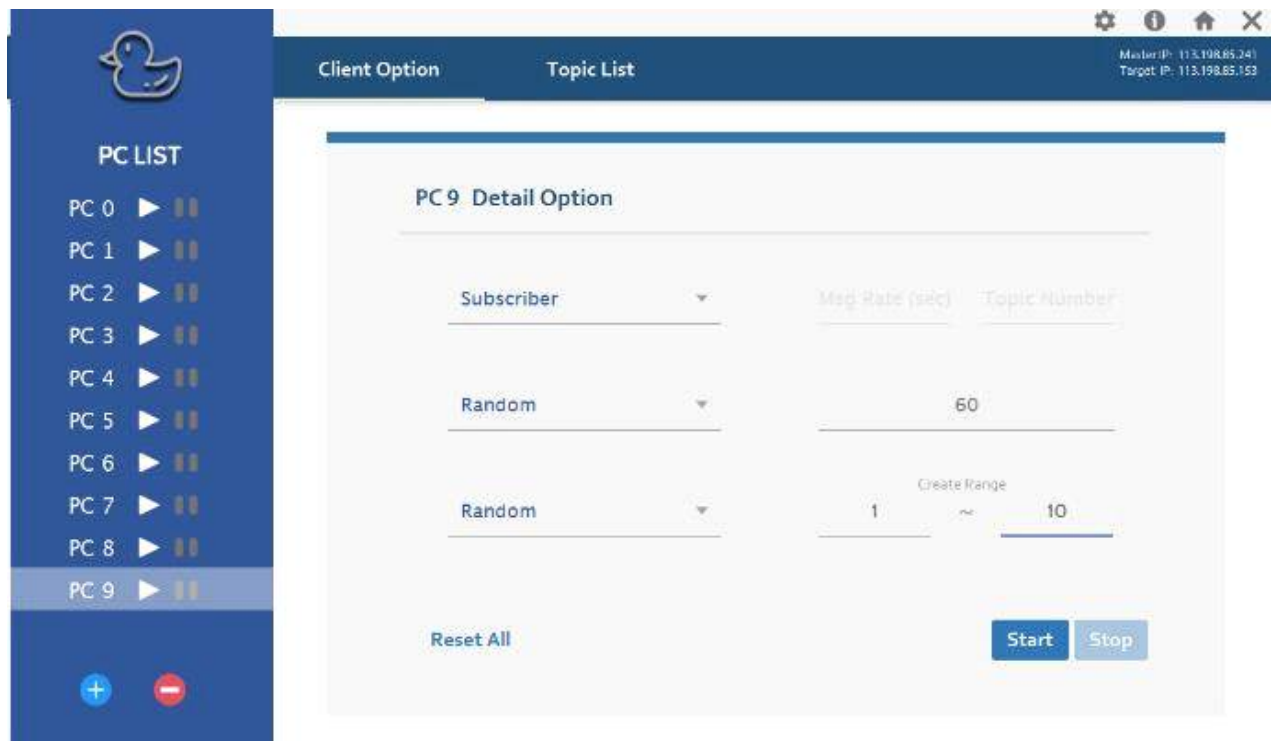 Client Option
Topic List
Master IP: 113.198.85.241
Target IP: 113.198.85.153
PC LIST
PC 0
PC 1
PC 2
PC 3
PC 4
PC 5
PC 6
PC 7
PC 8
PC 9
PC 9 Detail Option
Subscriber
Msg Rate (sec)
Topic Number
Random
60
Create Range
Random
1 ~ 10
Reset All
Start
Stop